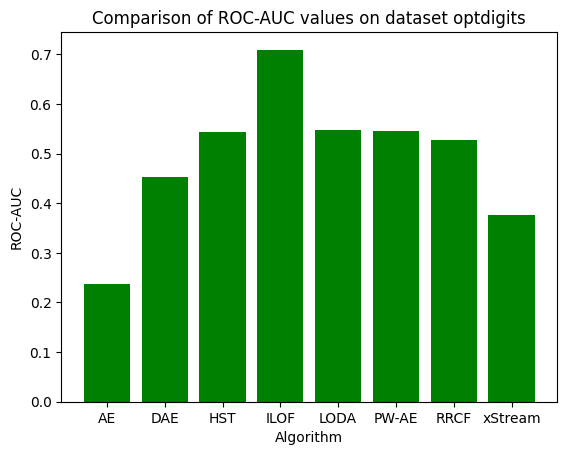 Comparison of ROC-AUC values on dataset optdigits
0.7
0.6
0.5
0.4
0.3
0.2
0.1
0.0
ROC-AUC
AE DAE HST ILOF LODA PW-AE RRCF xStream
Algorithm